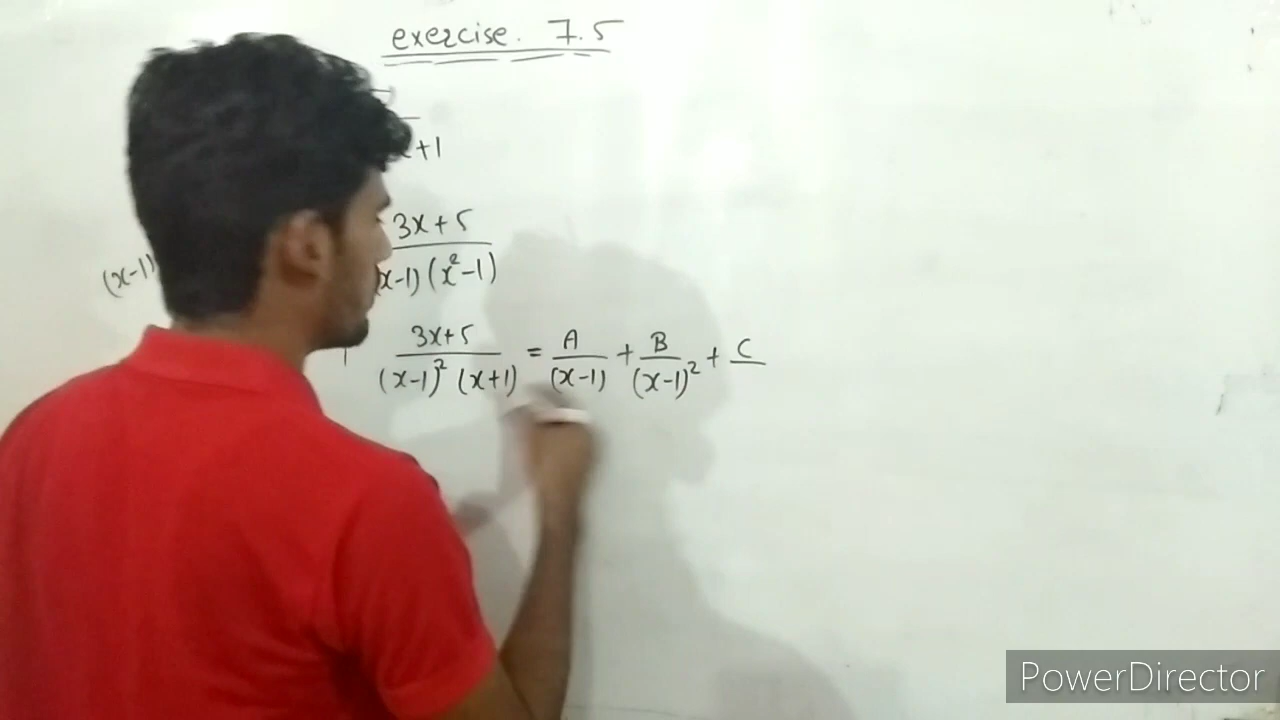 exercise. 7.5
x+1
3x+5
(x-1)
x-1) (x²-1)
3x+5 / (x-1)² (x+1) = A / (x-1) + B / (x-1)² + C /
PowerDirector